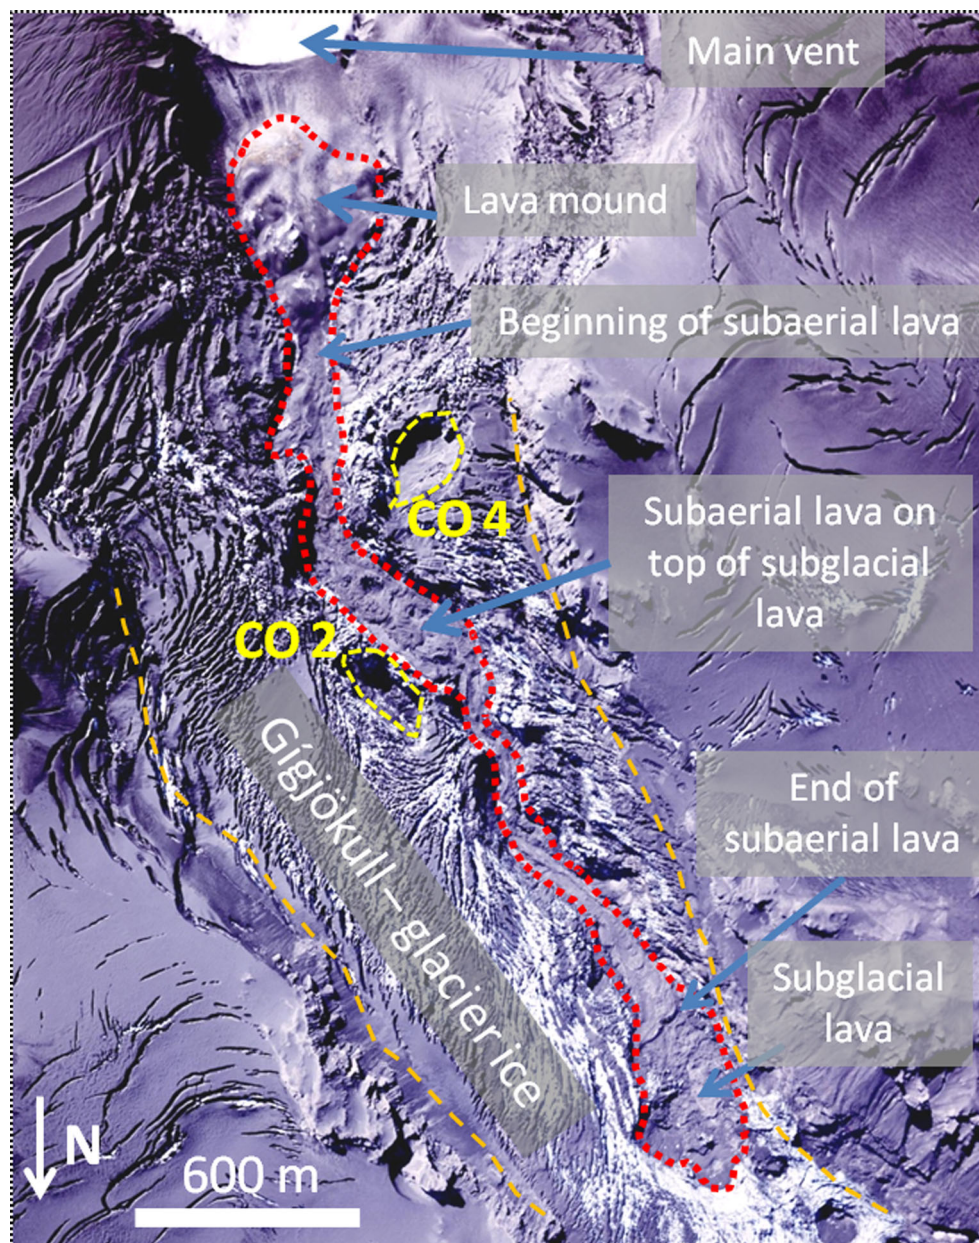 Main vent
Lava mound
Beginning of subaerial lava
CO 4
Subaerial lava on
top of subglacial
lava
CO 2
Gígjökull – glacier ice
End of
subaerial lava
Subglacial
lava
N
600 m